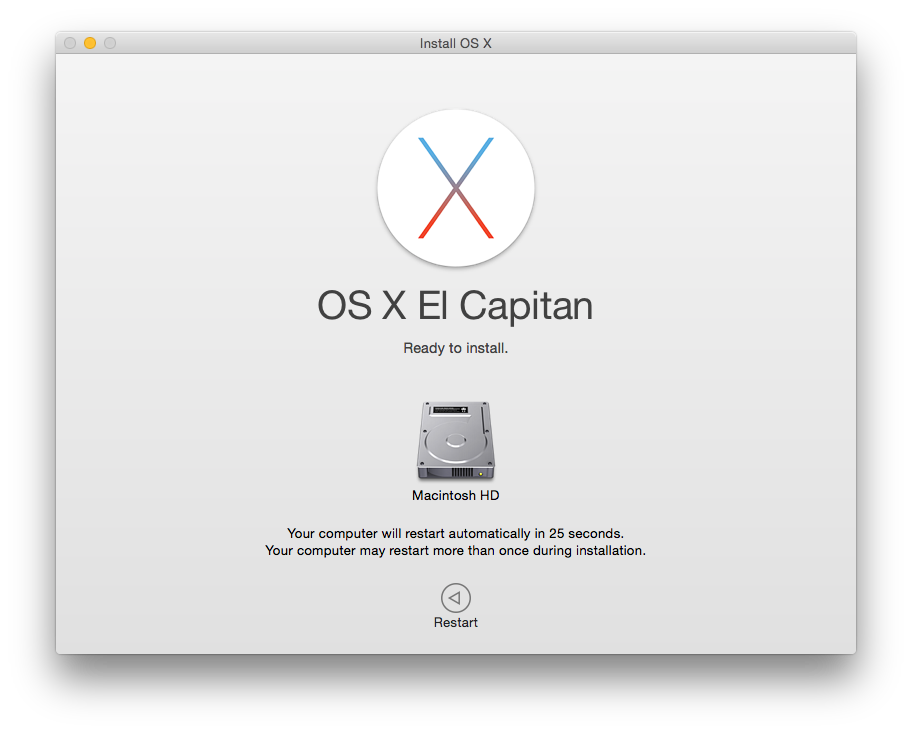 Install OS X
OS X El Capitan
Ready to install.
Macintosh HD
Your computer will restart automatically in 25 seconds.
Your computer may restart more than once during installation.
Restart